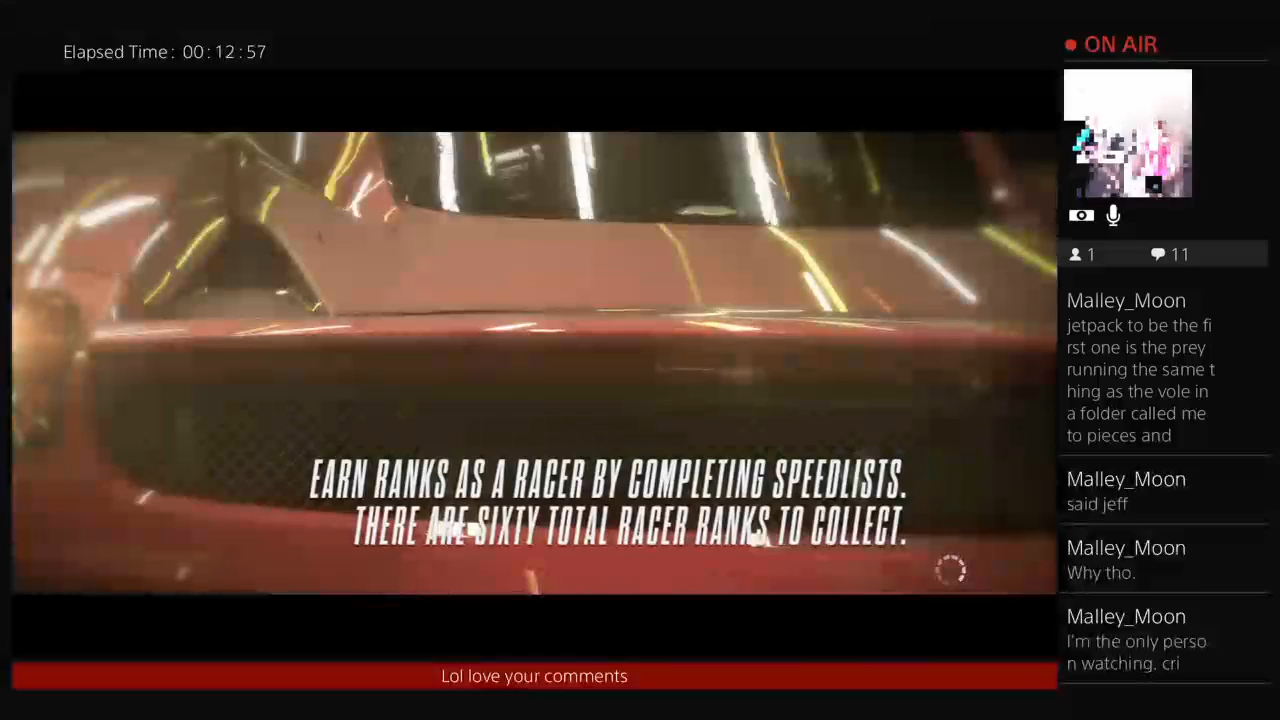 Elapsed Time: 00:12:57
ON AIR
1
11
Malley_Moon
jetpack to be the fi
rst one is the prey
running the same t
hing as the vole in
a folder called me
to pieces and
Malley_Moon
said jeff
Malley_Moon
Why tho.
Malley_Moon
I'm the only perso
n watching. cri
EARN RANKS AS A RACER BY COMPLETING SPEEDLISTS.
THERE ARE SIXTY TOTAL RACER RANKS TO COLLECT.
Lol love your comments